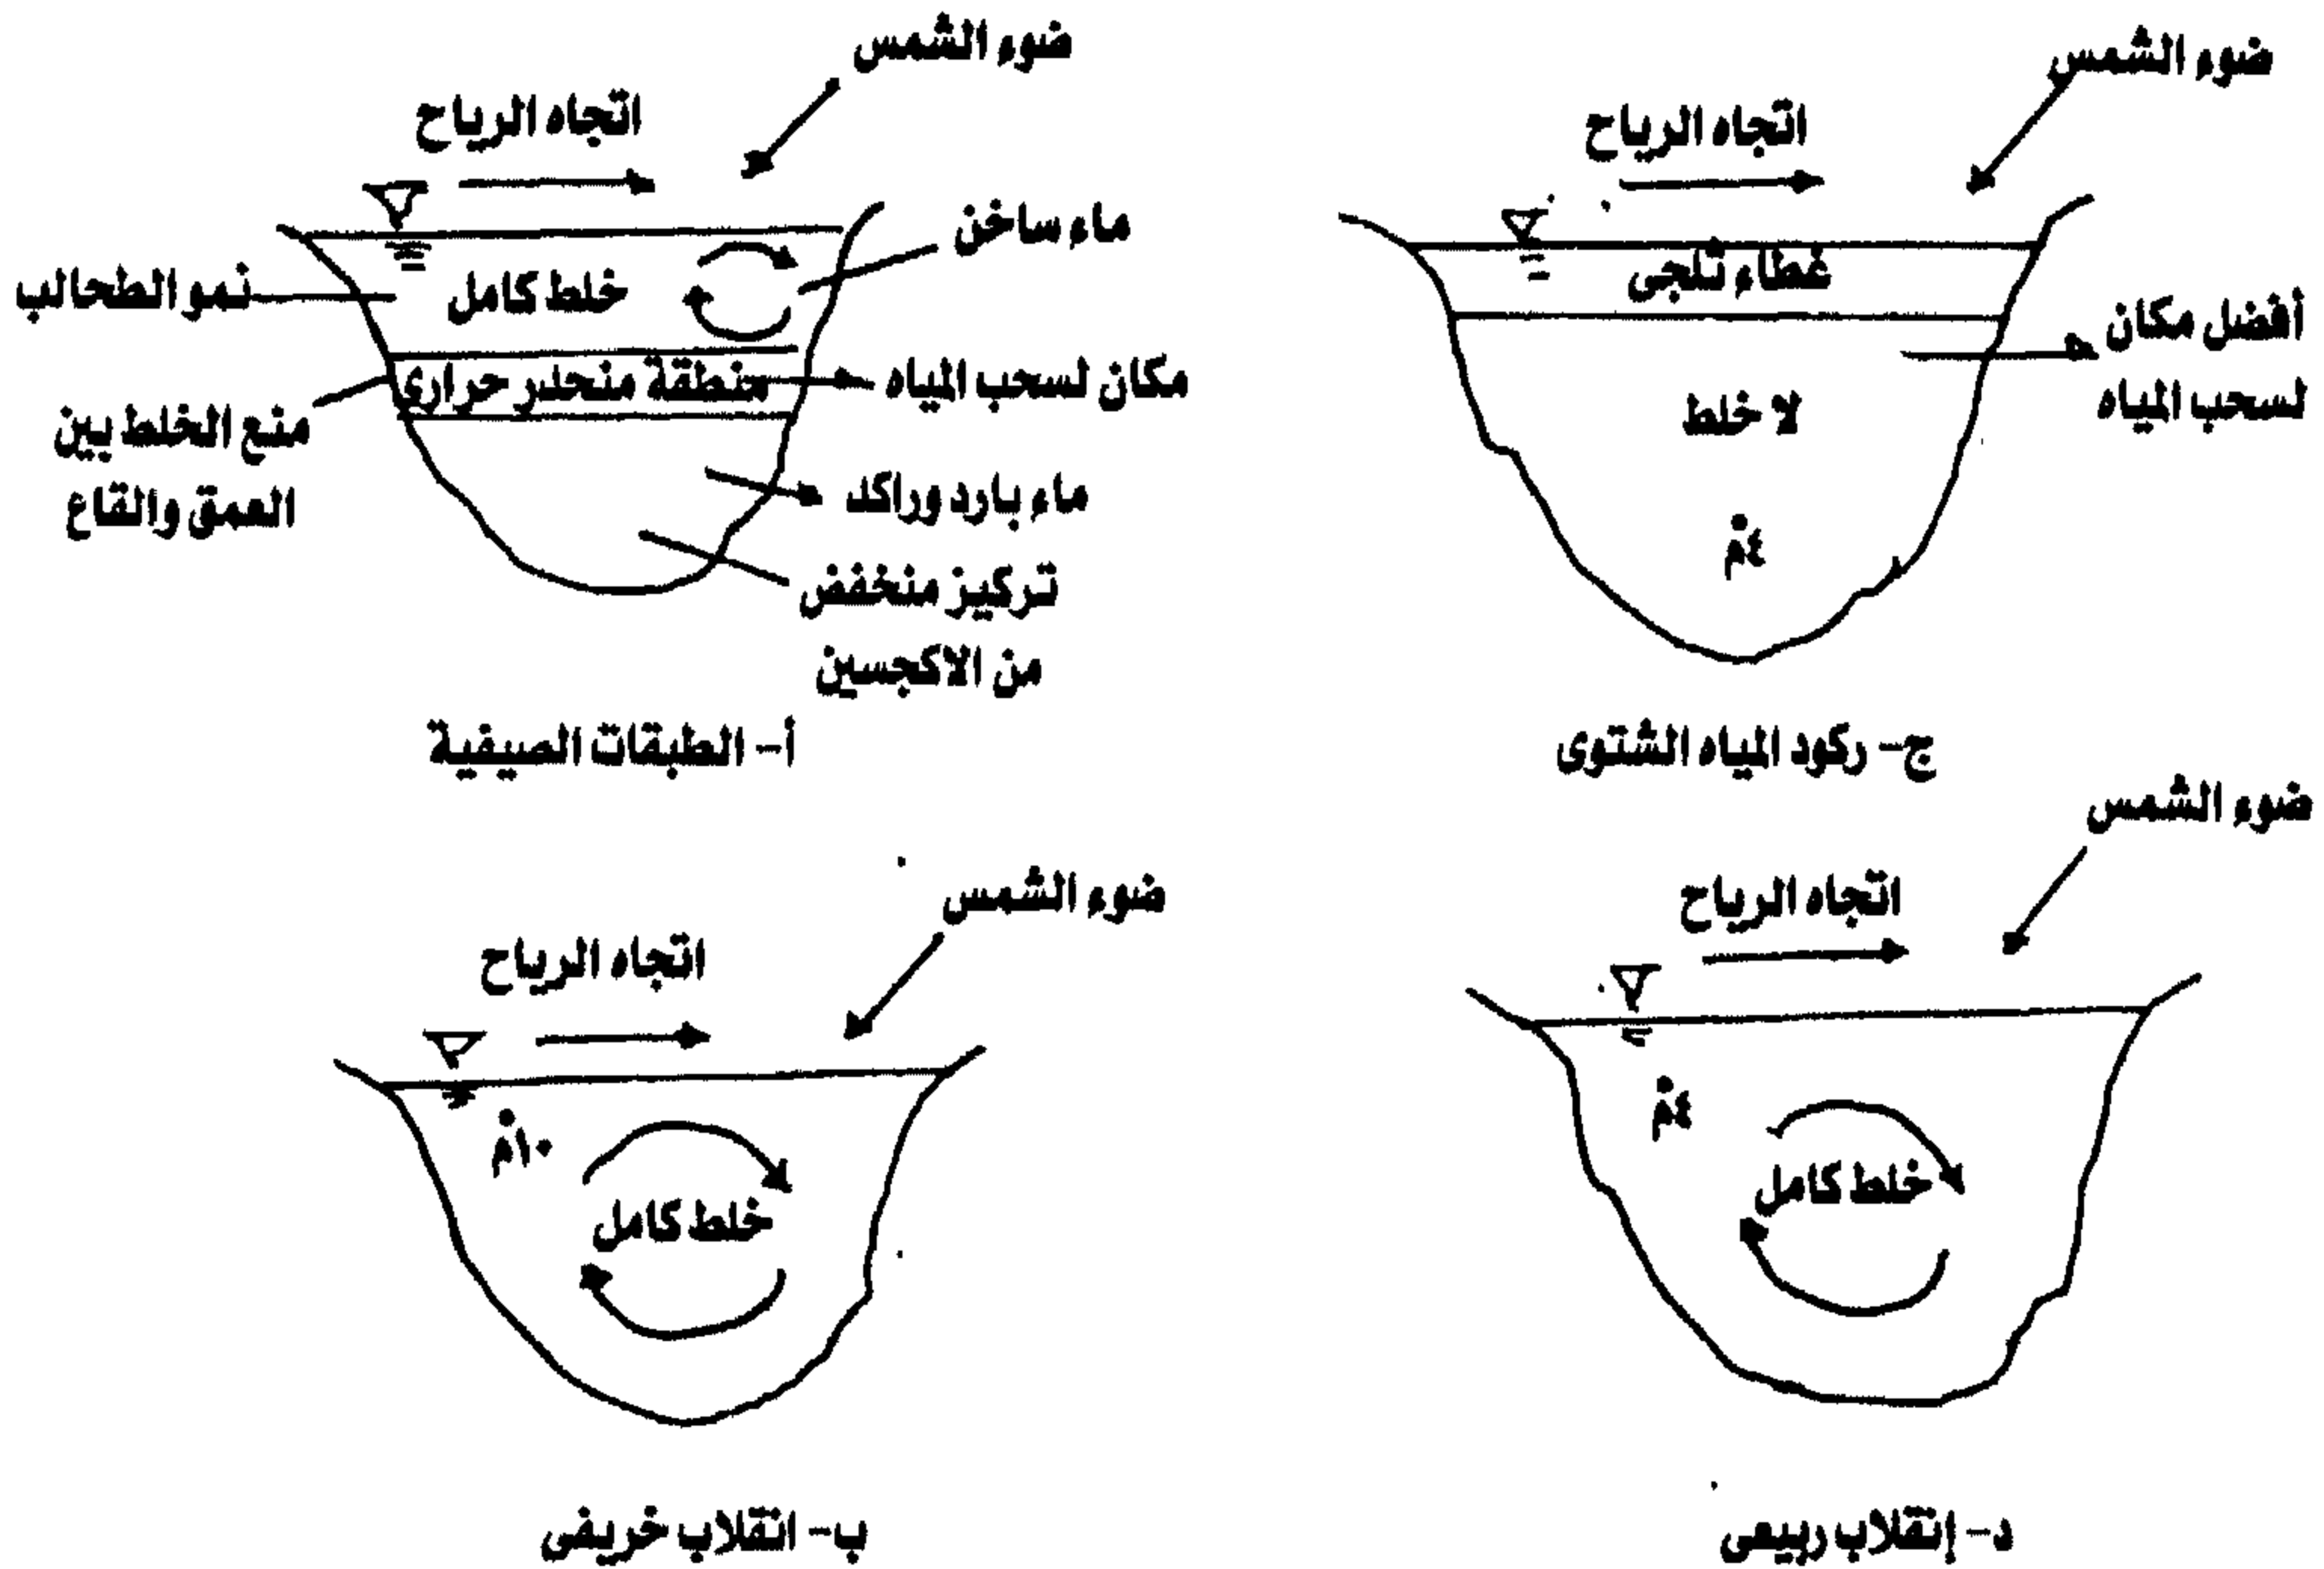 ضوء الشمس
اتجاه الرياح
ماء ساخن
نمو الطحالب
خلط كامل
منطقة منحدر حرارى
مكان لسحب المياه
منع الخلط بين
العمق والقاع
ماء بارد وراكد
تركيز منخفض
من الاكجسين
أ- الطبقات الصيفية
ضوء الشمس
اتجاه الرياح
غطاء ثلجى
أفضل مكان
لسحب المياه
لا خلط
٤م°
ج- ركود المياه الشتوى
ضوء الشمس
اتجاه الرياح
١٠م°
خلط كامل
ب- انقلاب خريفى
ضوء الشمس
اتجاه الرياح
٤م°
خلط كامل
د- إنقلاب ربيعى